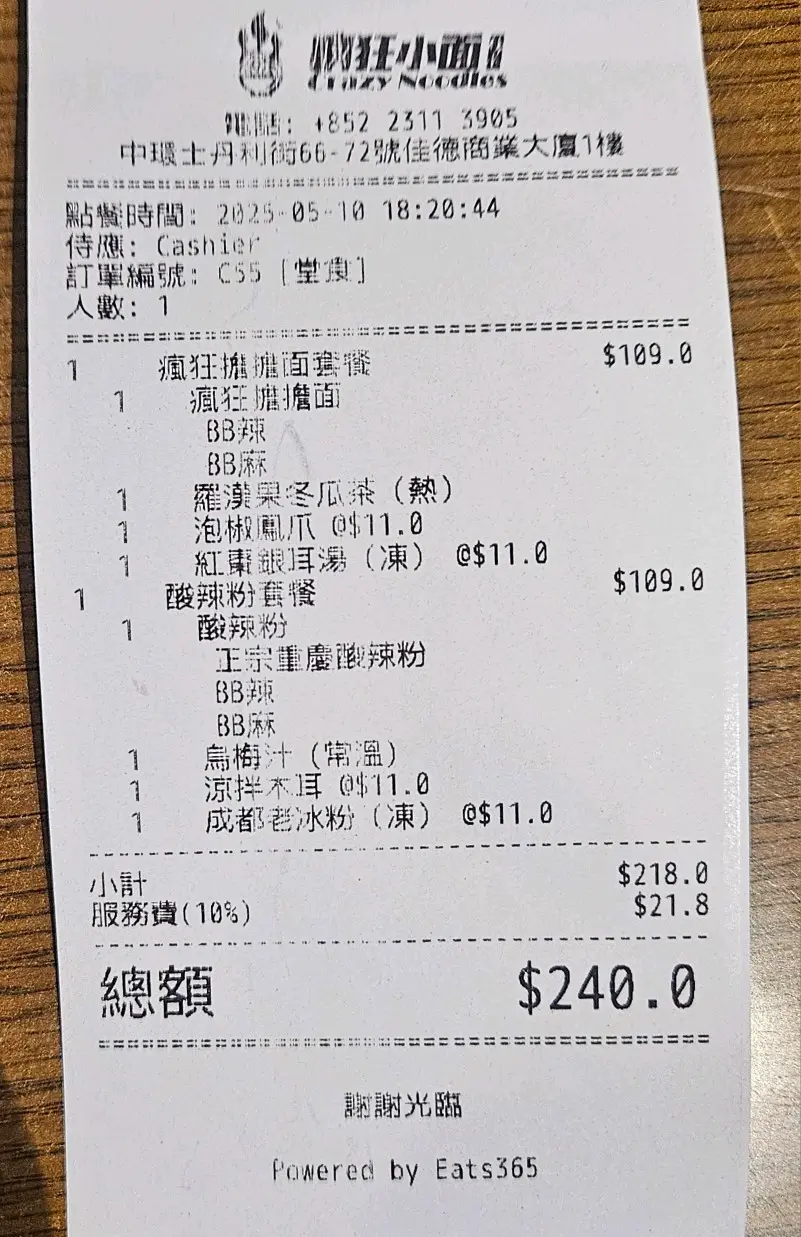 瘋狂小面
Crazy Noodles
電話: +852 2311 3905
中環士丹利街66-72號佳德商業大廈1樓
點餐時間: 2025-05-10 18:20:44
侍應: Cashier
訂單編號: C55 [堂食]
人數: 1
1 瘋狂擔擔面套餐 $109.0
1 瘋狂擔擔面
BB辣
BB麻
1 羅漢果冬瓜茶 (熱)
1 泡椒鳳爪 @$11.0
1 紅棗銀耳湯 (凍) @$11.0
1 酸辣粉套餐 $109.0
1 酸辣粉
正宗重慶酸辣粉
BB辣
BB麻
1 烏梅汁 (常溫)
1 涼拌木耳 @$11.0
1 成都老冰粉 (凍) @$11.0
小計 $218.0
服務費(10%) $21.8
總額 $240.0
謝謝光臨
Powered by Eats365